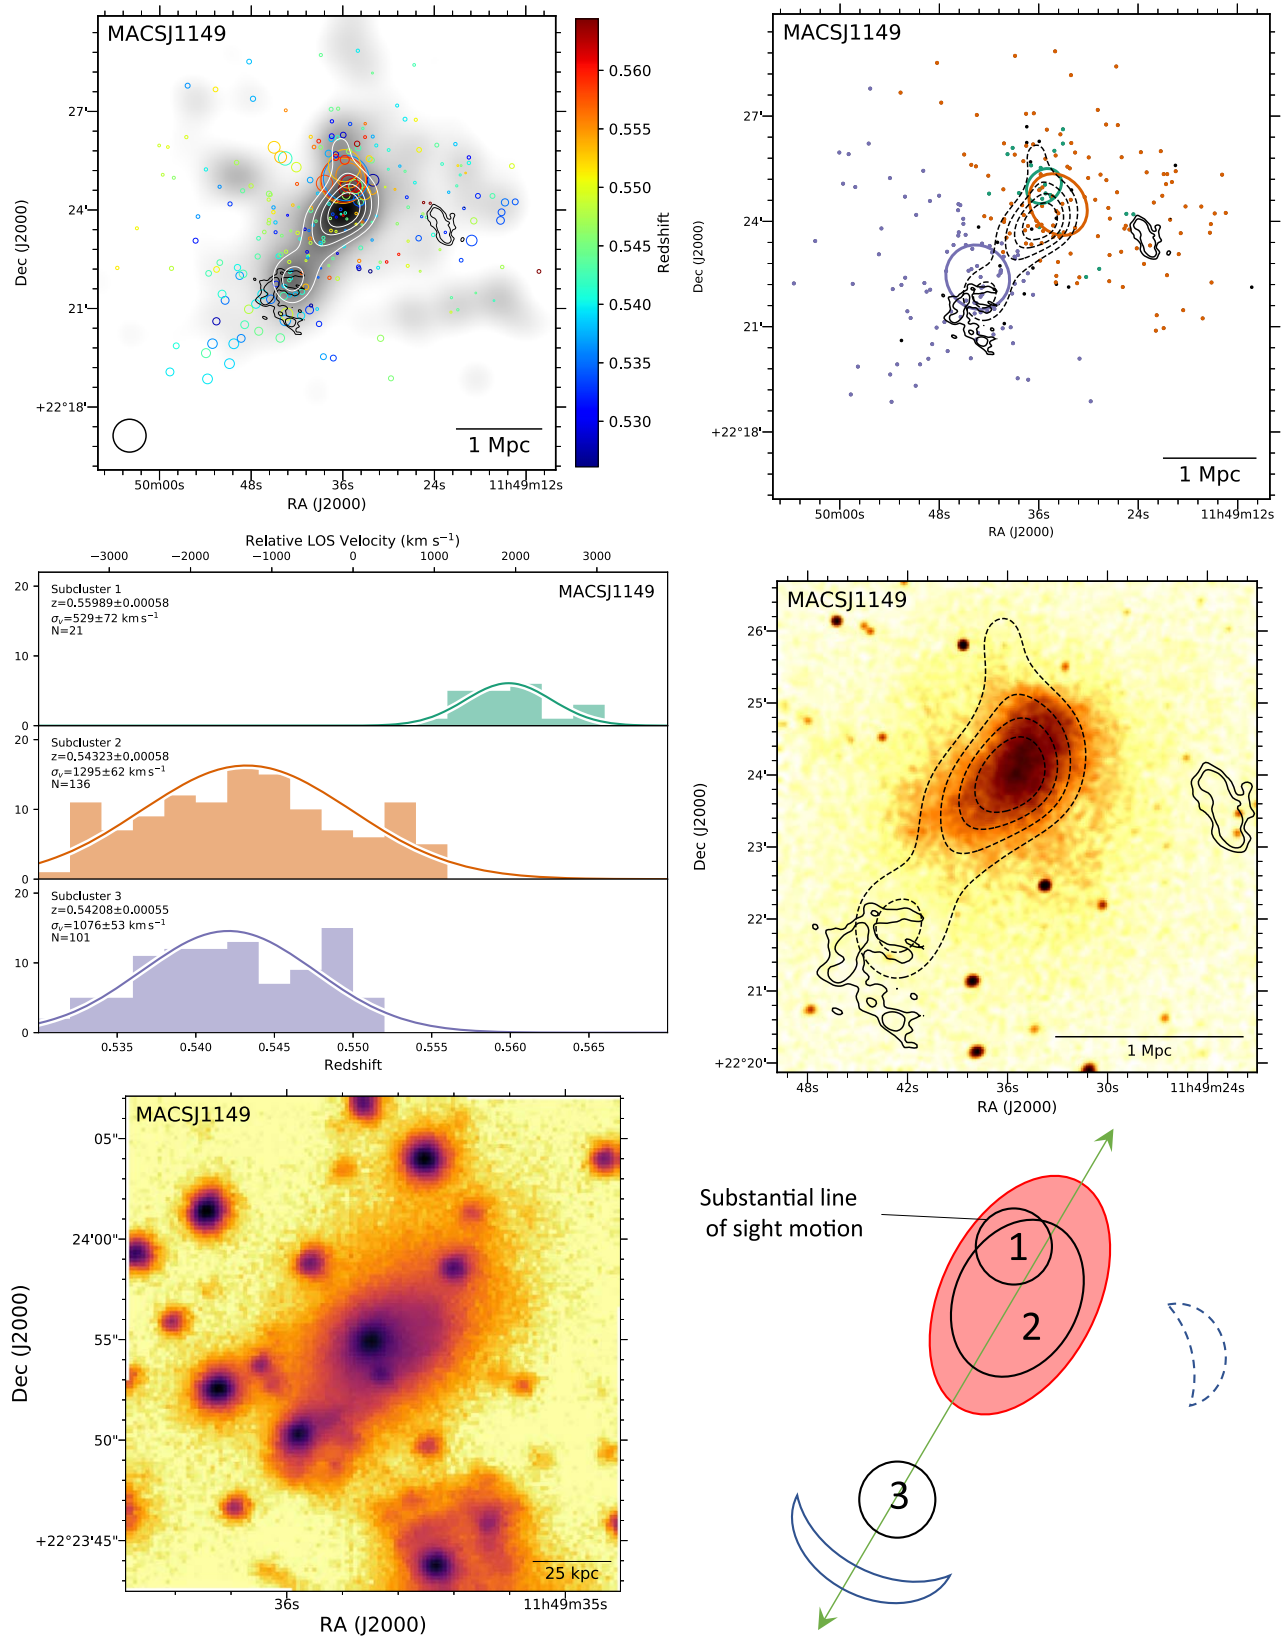 MACSJ1149
27'
24'
21'
+22°18'
Dec (J2000)
1 Mpc
50m00s 48s 36s 24s 11h49m12s
RA (J2000)
0.560
0.555
0.550
0.545
0.540
0.535
0.530
Redshift
MACSJ1149
27'
24'
21'
+22°18'
Dec (J2000)
1 Mpc
50m00s 48s 36s 24s 11h49m12s
RA (J2000)
Relative LOS Velocity (km s⁻¹)
−3000 −2000 −1000 0 1000 2000 3000
MACSJ1149
20
10
0
Subcluster 1
z=0.55989±0.00058
σᵥ=529±72 km s⁻¹
N=21
20
10
0
Subcluster 2
z=0.54323±0.00058
σᵥ=1295±62 km s⁻¹
N=136
20
10
0
Subcluster 3
z=0.54208±0.00055
σᵥ=1076±53 km s⁻¹
N=101
0.535 0.540 0.545 0.550 0.555 0.560 0.565
Redshift
MACSJ1149
26'
25'
24'
23'
22'
21'
+22°20'
Dec (J2000)
1 Mpc
48s 42s 36s 30s 11h49m24s
RA (J2000)
MACSJ1149
05"
24'00"
55"
50"
+22°23'45"
Dec (J2000)
25 kpc
36s 11h49m35s
RA (J2000)
Substantial line
of sight motion
1
2
3